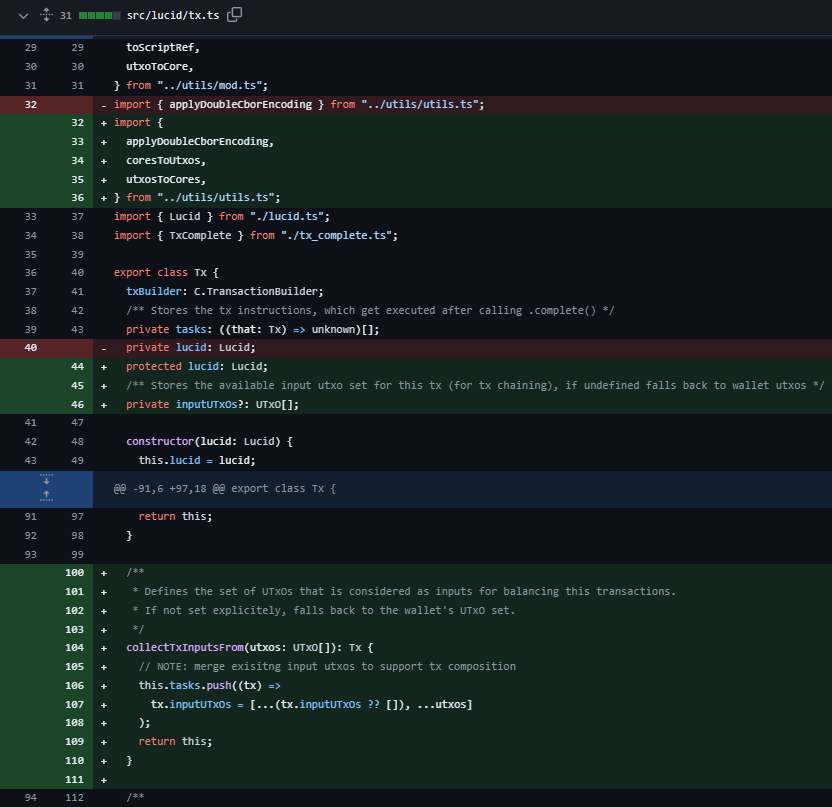 31 src/lucid/tx.ts
29 29 toScriptRef,
30 30 utxoToCore,
31 31 } from "../utils/mod.ts";
32 - import { applyDoubleCborEncoding } from "../utils/utils.ts";
32 + import {
33 + applyDoubleCborEncoding,
34 + coresToUtxos,
35 + utxosToCores,
36 + } from "../utils/utils.ts";
33 37 import { Lucid } from "./lucid.ts";
34 38 import { TxComplete } from "./tx_complete.ts";
35 39
36 40 export class Tx {
37 41 txBuilder: C.TransactionBuilder;
38 42 /** Stores the tx instructions, which get executed after calling .complete() */
39 43 private tasks: ((that: Tx) => unknown)[];
40 - private lucid: Lucid;
44 + protected lucid: Lucid;
45 + /** Stores the available input utxo set for this tx (for tx chaining), if undefined falls back to wallet utxos */
46 + private inputUTxOs?: UTxO[];
41 47
42 48 constructor(lucid: Lucid) {
43 49 this.lucid = lucid;
@@ -91,6 +97,18 @@ export class Tx {
91 97 return this;
92 98 }
93 99
100 + /**
101 + * Defines the set of UTxOs that is considered as inputs for balancing this transactions.
102 + * If not set explicitely, falls back to the wallet's UTxO set.
103 + */
104 + collectTxInputsFrom(utxos: UTxO[]): Tx {
105 + // NOTE: merge exisitng input utxos to support tx composition
106 + this.tasks.push((tx) =>
107 + tx.inputUTxOs = [...(tx.inputUTxOs ?? []), ...utxos]
108 + );
109 + return this;
110 + }
111 +
94 112 /**